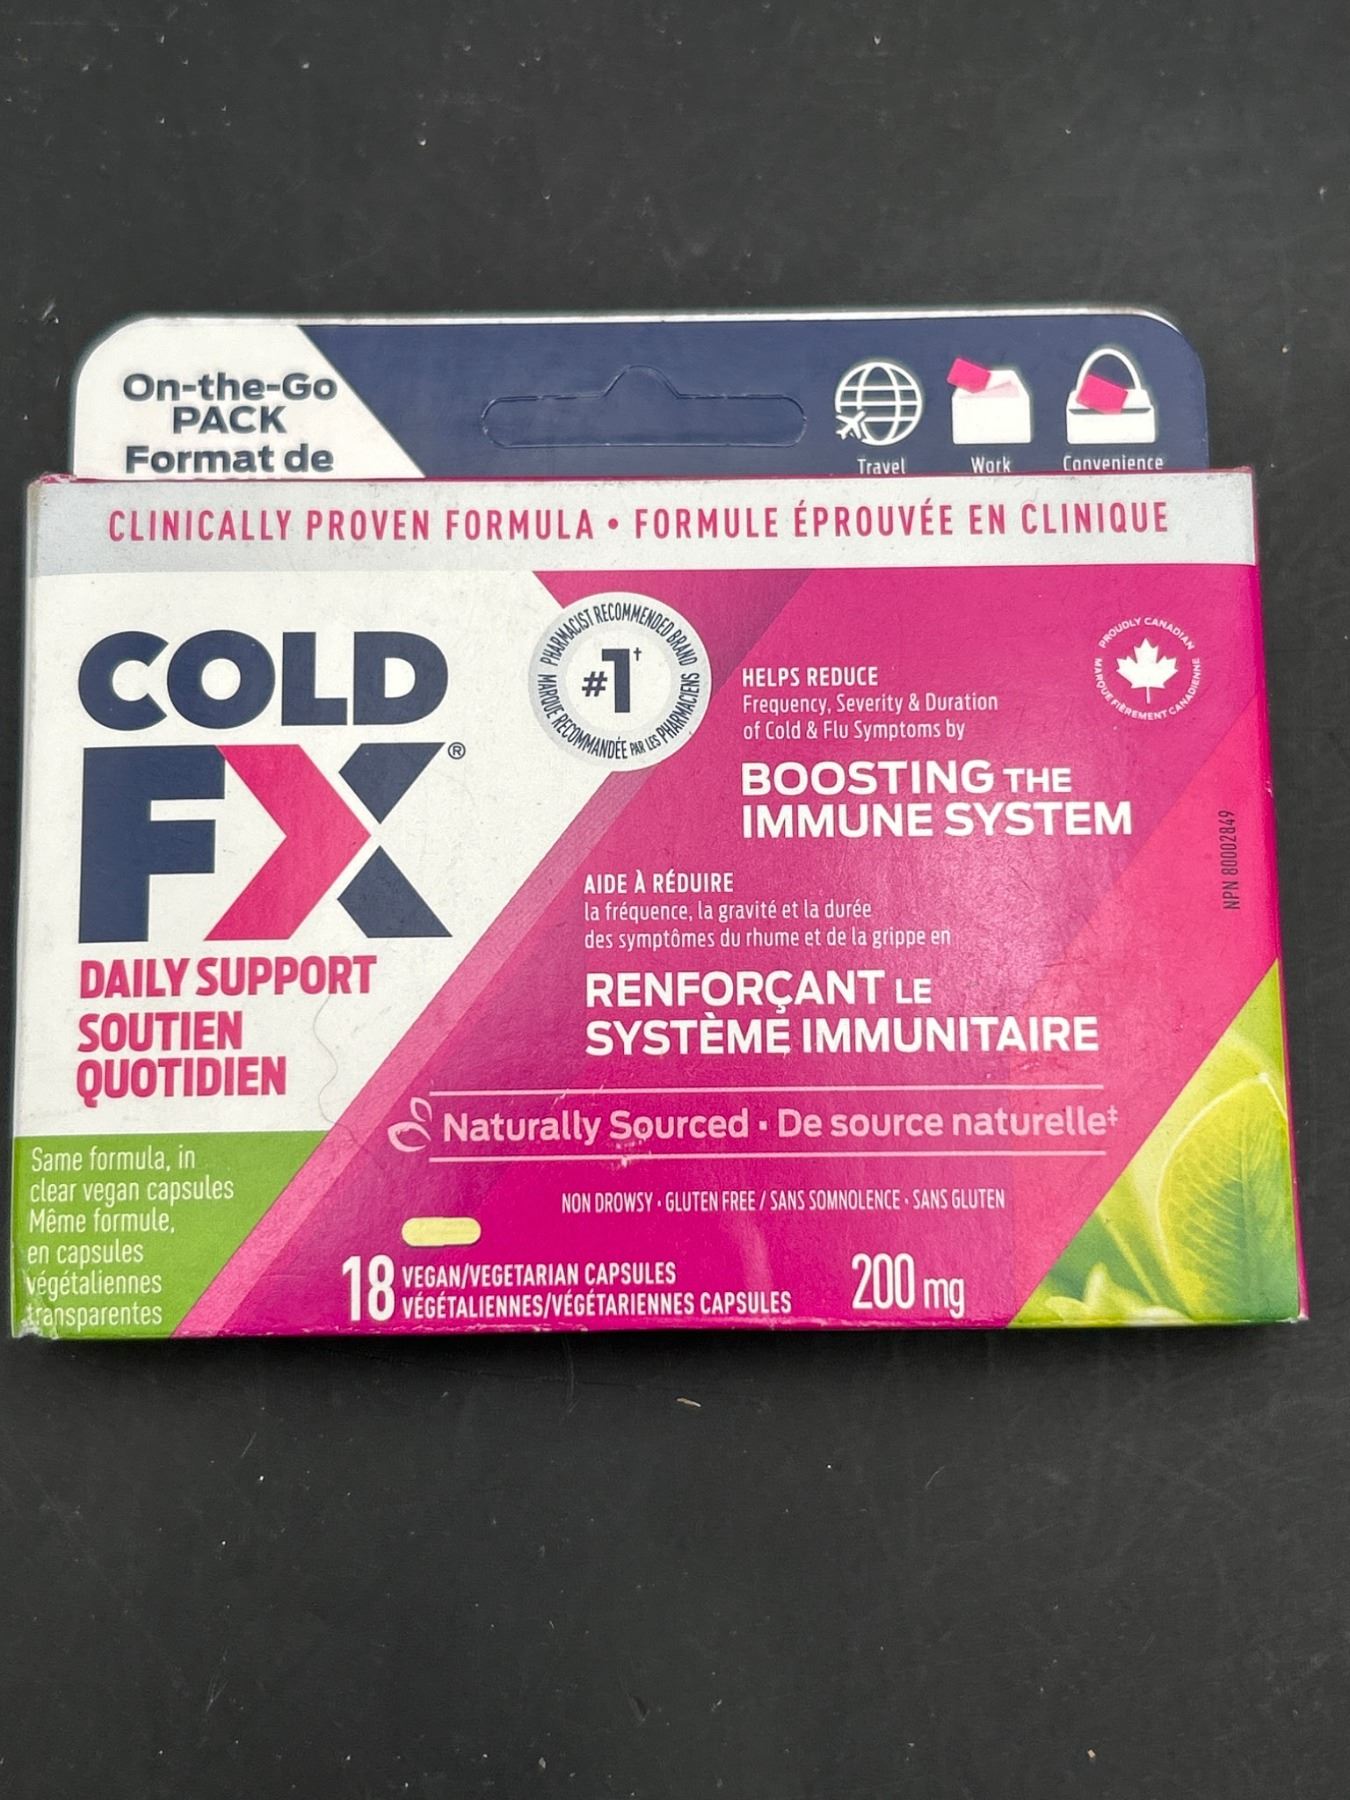 On-the-Go
PACK
Format de
Travel
Work
Convenience
CLINICALLY PROVEN FORMULA • FORMULE ÉPROUVÉE EN CLINIQUE
COLD
FX®
DAILY SUPPORT
SOUTIEN
QUOTIDIEN
PHARMACIST RECOMMENDED BRAND
#1†
MARQUE RECOMMANDÉE PAR LES PHARMACIENS
HELPS REDUCE
Frequency, Severity & Duration
of Cold & Flu Symptoms by
BOOSTING THE
IMMUNE SYSTEM
PROUDLY CANADIAN
MARQUE FIÈREMENT CANADIENNE
NPN 80002849
AIDE À RÉDUIRE
la fréquence, la gravité et la durée
des symptômes du rhume et de la grippe en
RENFORÇANT LE
SYSTÈME IMMUNITAIRE
Naturally Sourced • De source naturelle‡
NON DROWSY • GLUTEN FREE / SANS SOMNOLENCE • SANS GLUTEN
Same formula, in
clear vegan capsules
Même formule,
en capsules
végétaliennes
transparentes
18 VEGAN/VEGETARIAN CAPSULES
VÉGÉTALIENNES/VÉGÉTARIENNES CAPSULES
200 mg